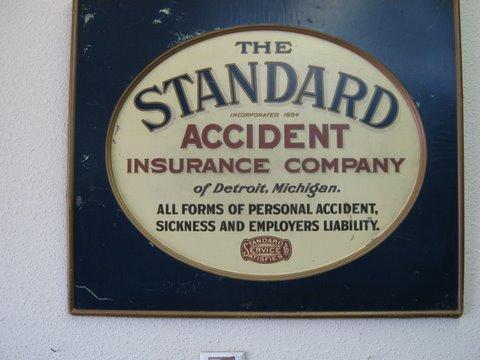 THE
STANDARD
INCORPORATED 1884
ACCIDENT
INSURANCE COMPANY
of Detroit, Michigan.
ALL FORMS OF PERSONAL ACCIDENT,
SICKNESS AND EMPLOYERS LIABILITY.
STANDARD
SERVICE
SATISFIES